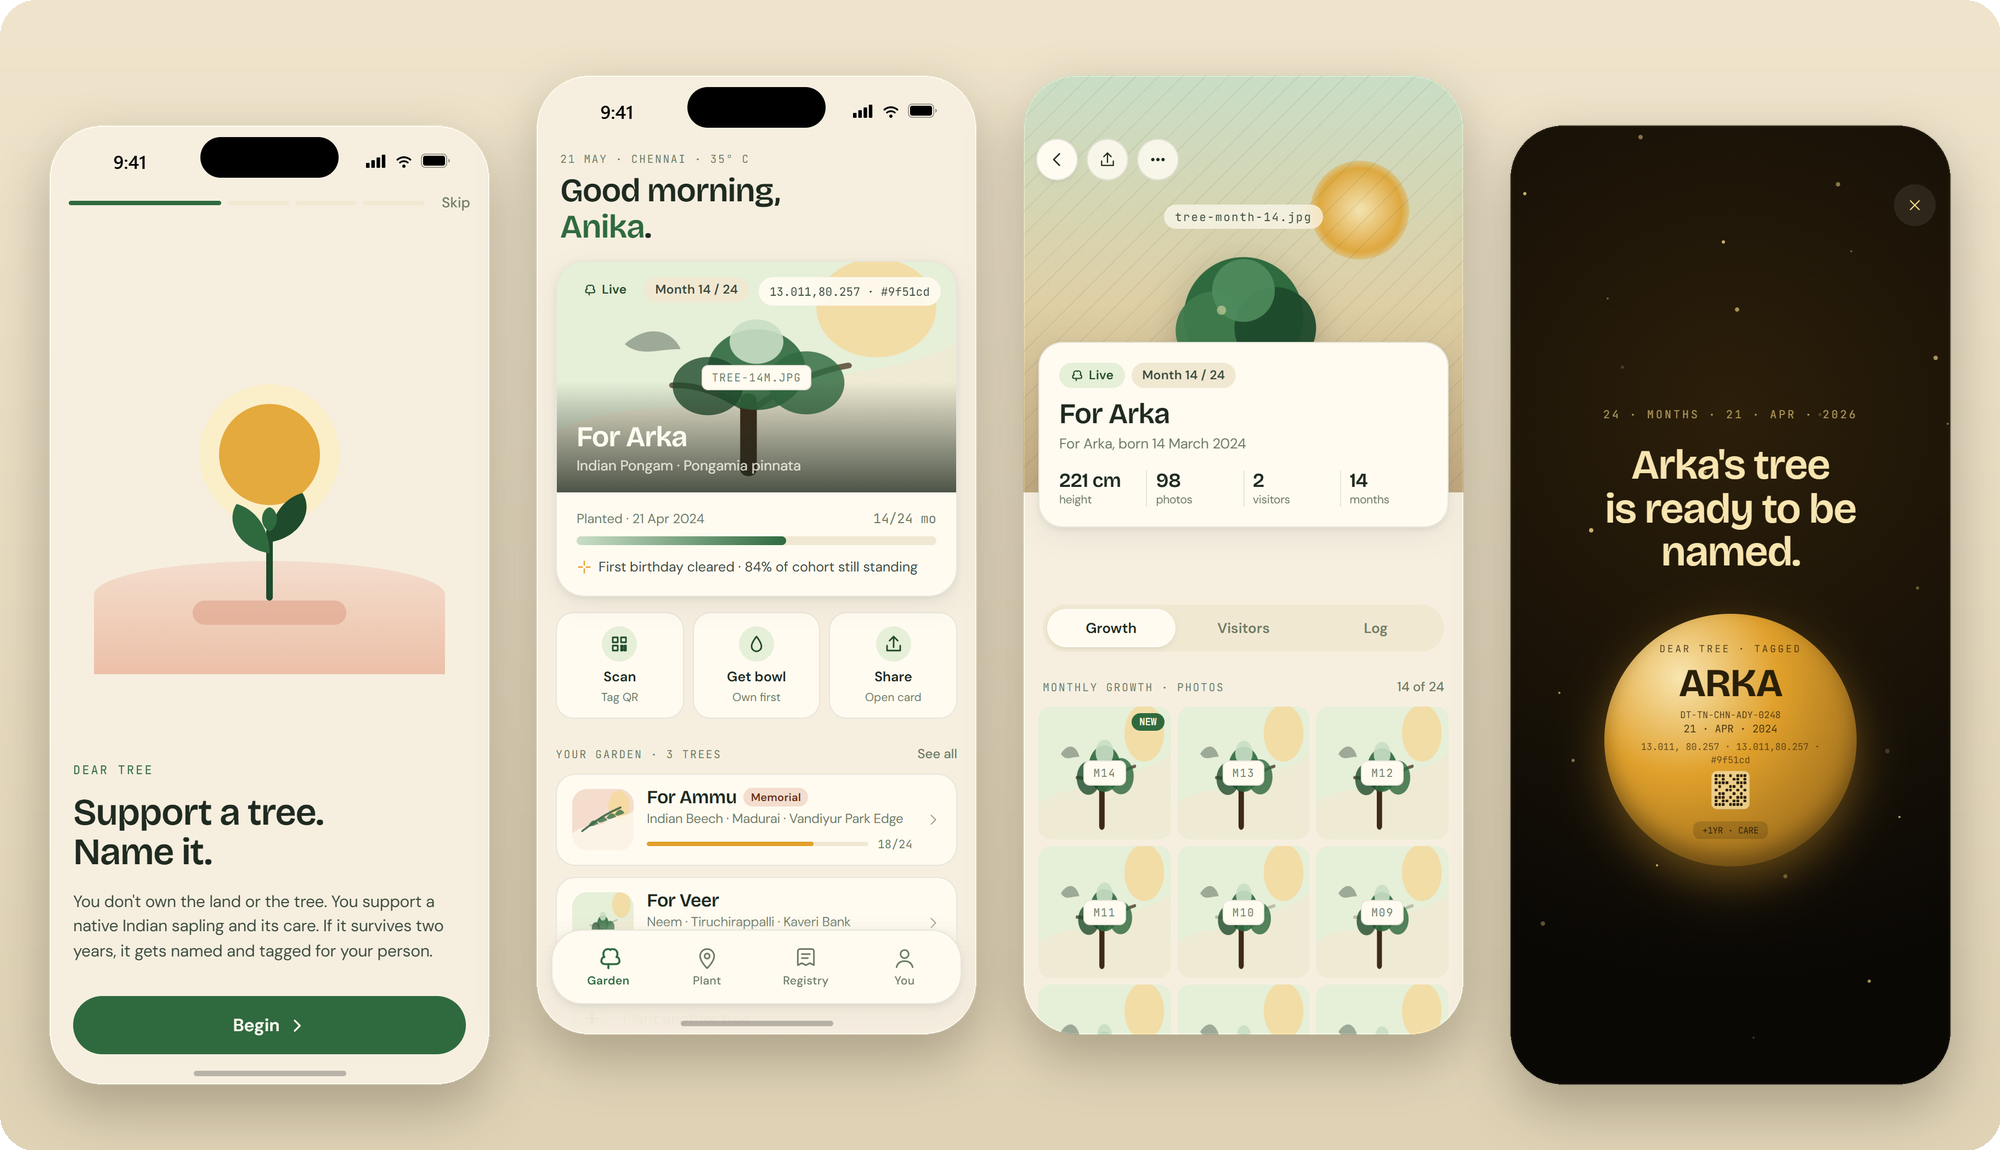 9:41
Skip
DEAR TREE
Support a tree.
Name it.
You don't own the land or the tree. You support a
native Indian sapling and its care. If it survives two
years, it gets named and tagged for your person.
Begin
9:41
21 MAY · CHENNAI · 35° C
Good morning,
Anika.
Live
Month 14 / 24
13.011,80.257 · #9f51cd
TREE-14M.JPG
For Arka
Indian Pongam · Pongamia pinnata
Planted · 21 Apr 2024
14/24 mo
First birthday cleared · 84% of cohort still standing
Scan
Tag QR
Get bowl
Own first
Share
Open card
YOUR GARDEN · 3 TREES
See all
For Ammu
Memorial
Indian Beech · Madurai · Vandiyur Park Edge
18/24
For Veer
Neem · Tiruchirappalli · Kaveri Bank
Garden
Plant
Registry
You
tree-month-14.jpg
Live
Month 14 / 24
For Arka
For Arka, born 14 March 2024
221 cm
height
98
photos
2
visitors
14
months
Growth
Visitors
Log
MONTHLY GROWTH · PHOTOS
14 of 24
NEW
M14
M13
M12
M11
M10
M09
24 · MONTHS · 21 · APR · 2026
Arka's tree
is ready to be
named.
DEAR TREE · TAGGED
ARKA
DT-TN-CHN-ADY-0248
21 · APR · 2024
13.011, 80.257 · 13.011,80.257 ·
#9f51cd
+1YR · CARE